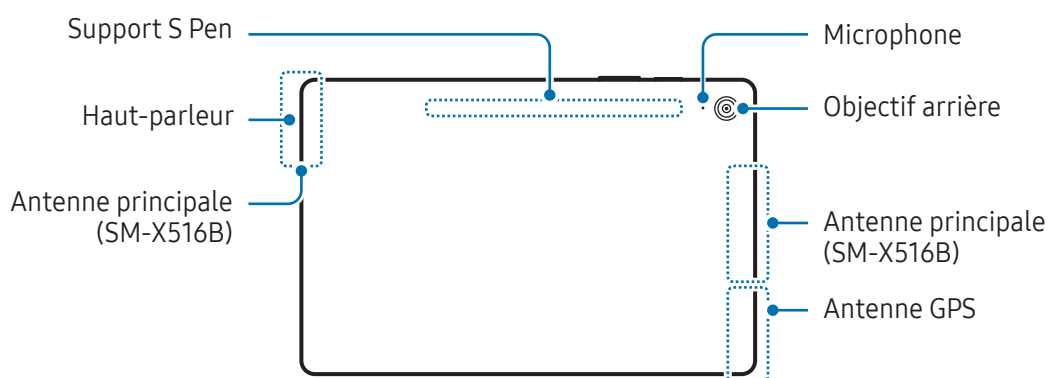 Support S Pen
Haut-parleur
Antenne principale
(SM-X516B)
Microphone
Objectif arrière
Antenne principale
(SM-X516B)
Antenne GPS